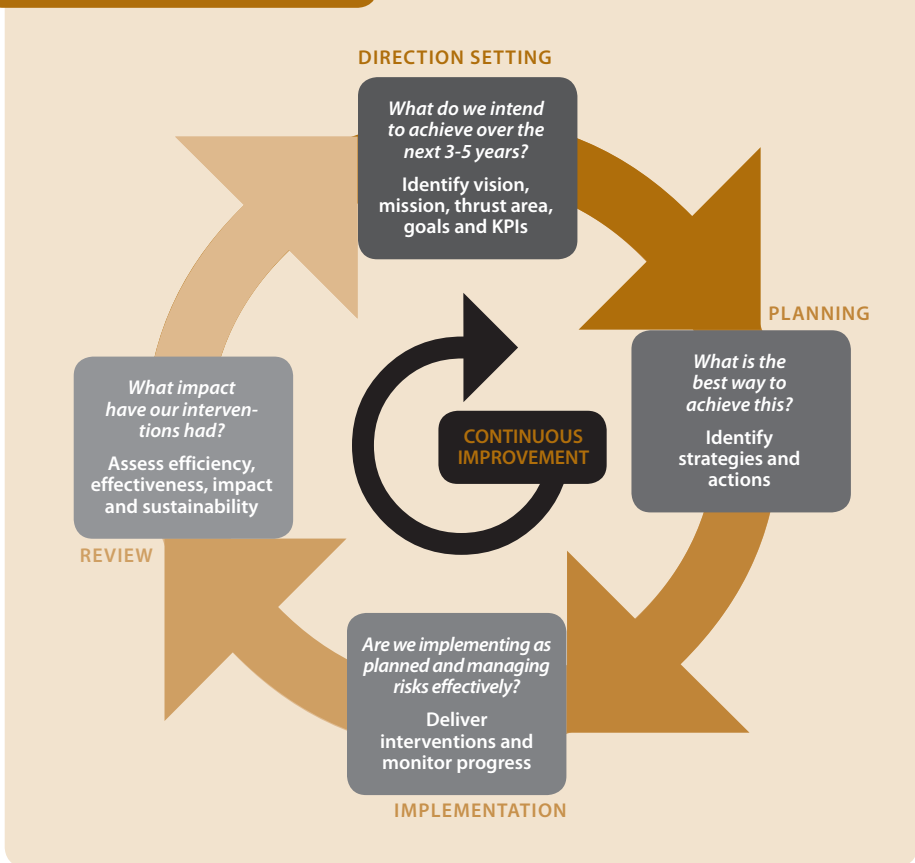 DIRECTION SETTING
What do we intend
to achieve over the
next 3-5 years?
Identify vision,
mission, thrust area,
goals and KPIs
PLANNING
What is the
best way to
achieve this?
Identify
strategies and
actions
CONTINUOUS
IMPROVEMENT
What impact
have our interven-
tions had?
Assess efficiency,
effectiveness, impact
and sustainability
REVIEW
Are we implementing as
planned and managing
risks effectively?
Deliver
interventions and
monitor progress
IMPLEMENTATION